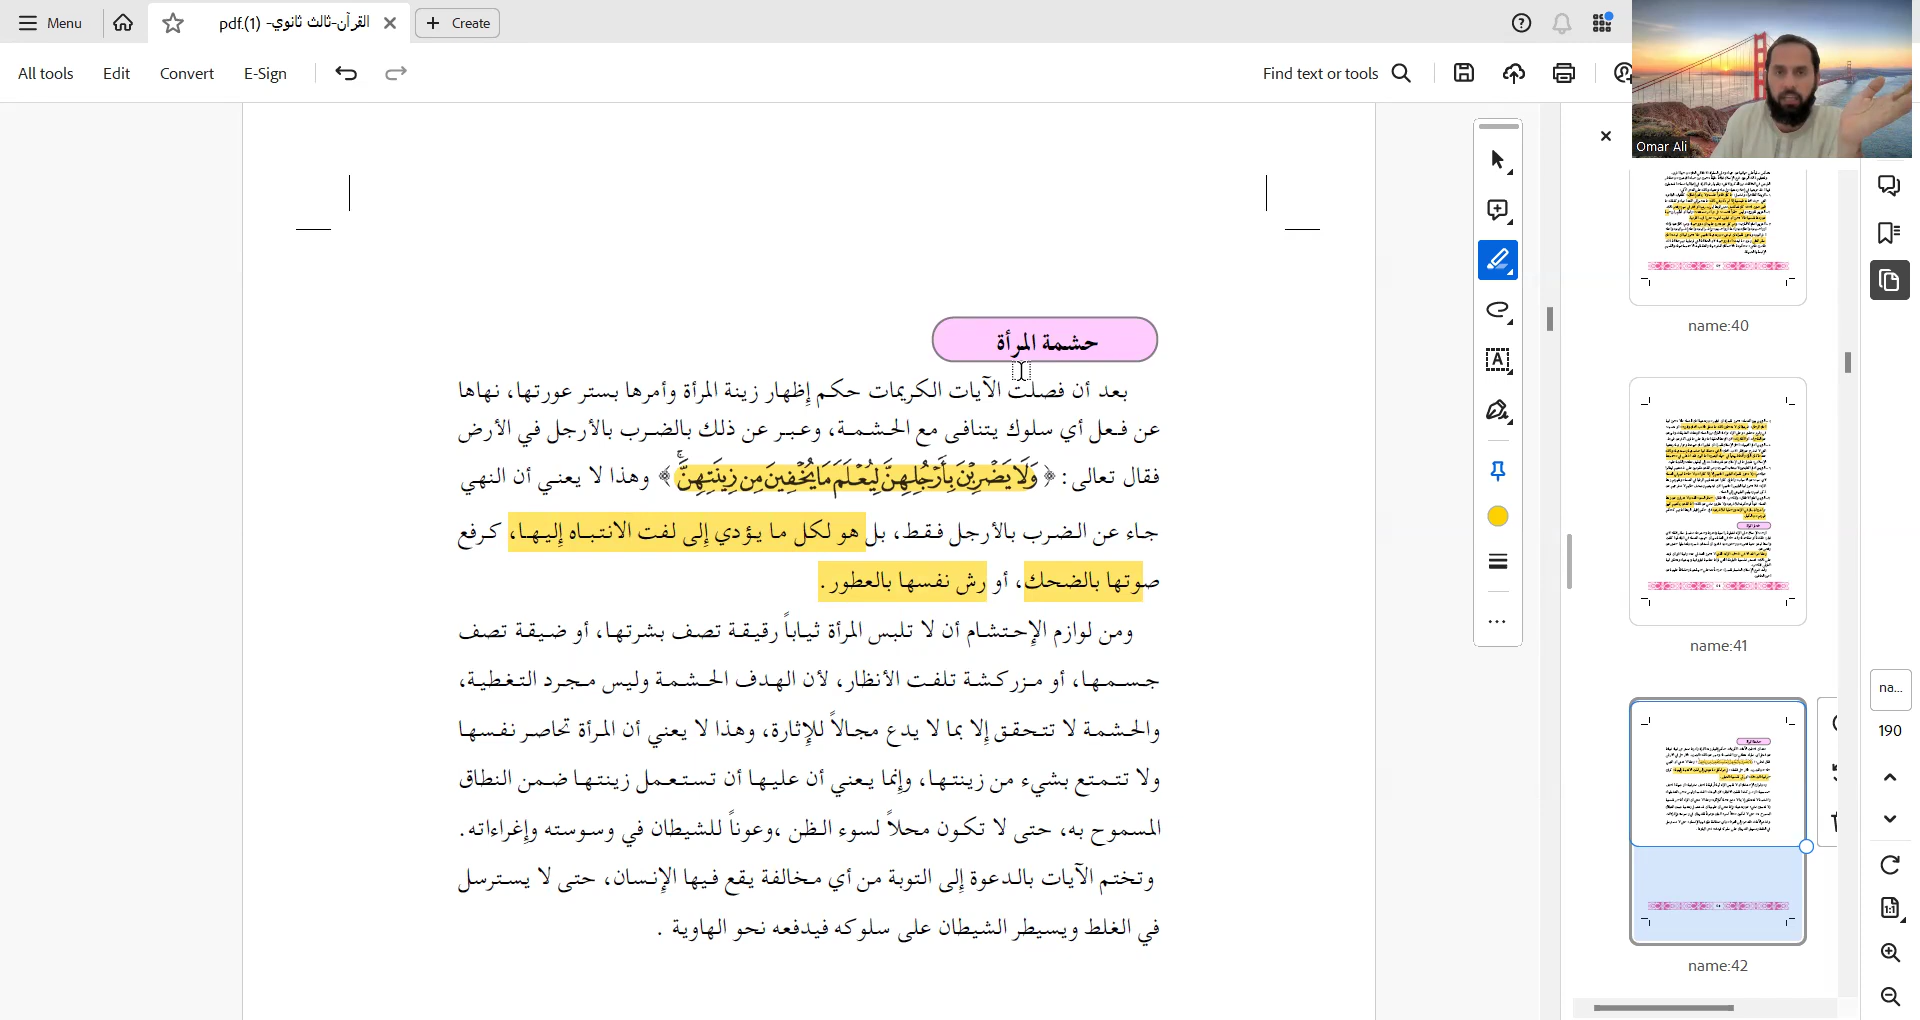 Menu
القرآن-ثالث ثانوي- (1).pdf
Create
All tools
Edit
Convert
E-Sign
Find text or tools
Omar Ali
حشمة المرأة
بعد أن فصلت الآيات الكريمات حكم إظهار زينة المرأة وأمرها بستر عورتها، نهاها
عن فعل أي سلوك يتنافى مع الحشمة، وعبر عن ذلك بالضرب بالأرجل في الأرض
فقال تعالى: ﴿ وَلَا يَضْرِبْنَ بِأَرْجُلِهِنَّ لِيُعْلَمَ مَا يُخْفِينَ مِن زِينَتِهِنَّ ﴾ وهذا لا يعني أن النهي
جاء عن الضرب بالأرجل فقط، بل هو لكل ما يؤدي إلى لفت الانتباه إليها، كرفع
صوتها بالضحك، أو رش نفسها بالعطور.
ومن لوازم الإحتشام أن لا تلبس المرأة ثياباً رقيقة تصف بشرتها، أو ضيقة تصف
جسمها، أو مزركشة تلفت الأنظار، لأن الهدف الحشمة وليس مجرد التغطية،
والحشمة لا تتحقق إلا بما لا يدع مجالاً للإثارة، وهذا لا يعني أن المرأة تحاصر نفسها
ولا تتمتع بشيء من زينتها، وإنما يعني أن عليها أن تستعمل زينتها ضمن النطاق
المسموح به، حتى لا تكون محلاً لسوء الظن ،وعوناً للشيطان في وسوسته وإغراءاته.
وتختم الآيات بالدعوة إلى التوبة من أي مخالفة يقع فيها الإنسان، حتى لا يسترسل
في الغلط ويسيطر الشيطان على سلوكه فيدفعه نحو الهاوية .
name:40
name:41
name:42
na...
190